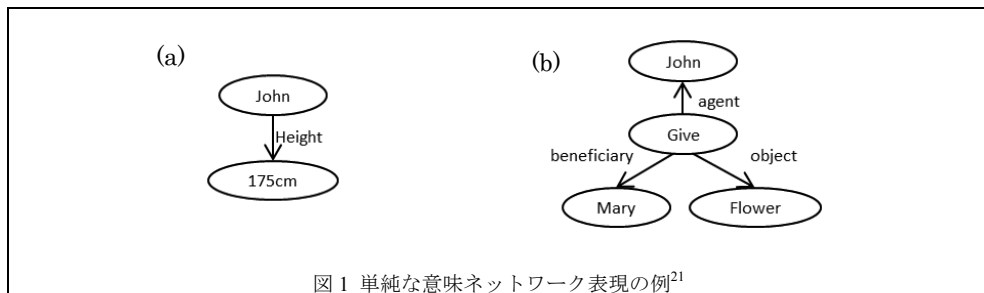 (a)
John
Height
175cm
(b)
John
agent
Give
beneficiary
object
Mary
Flower
図 1 単純な意味ネットワーク表現の例21